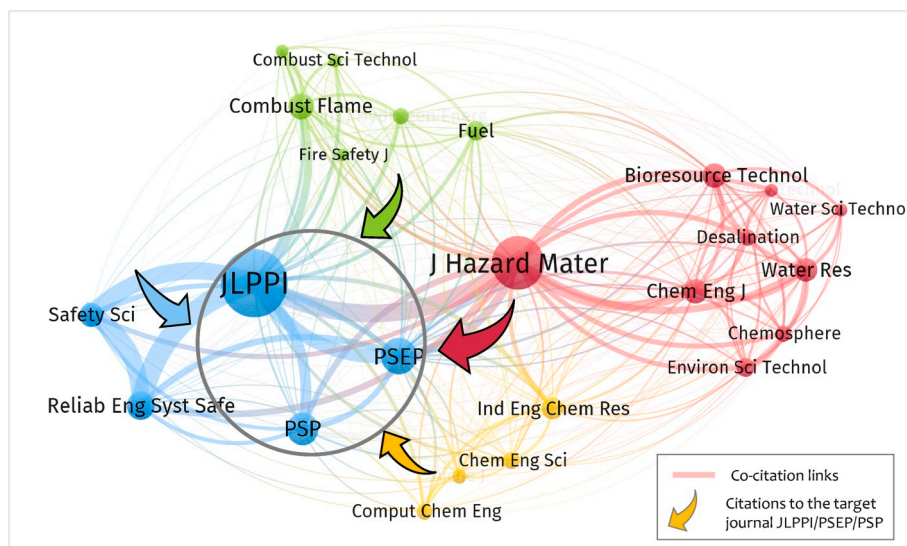 Combust Sci Technol
Combust Flame
Fuel
Fire Safety J
Bioresource Technol
Water Sci Techno
Desalination
J Hazard Mater
Water Res
JLPPI
Chem Eng J
Safety Sci
Chemosphere
PSEP
Environ Sci Technol
Reliab Eng Syst Safe
Ind Eng Chem Res
PSP
Chem Eng Sci
Comput Chem Eng
Co-citation links
Citations to the target
journal JLPPI/PSEP/PSP